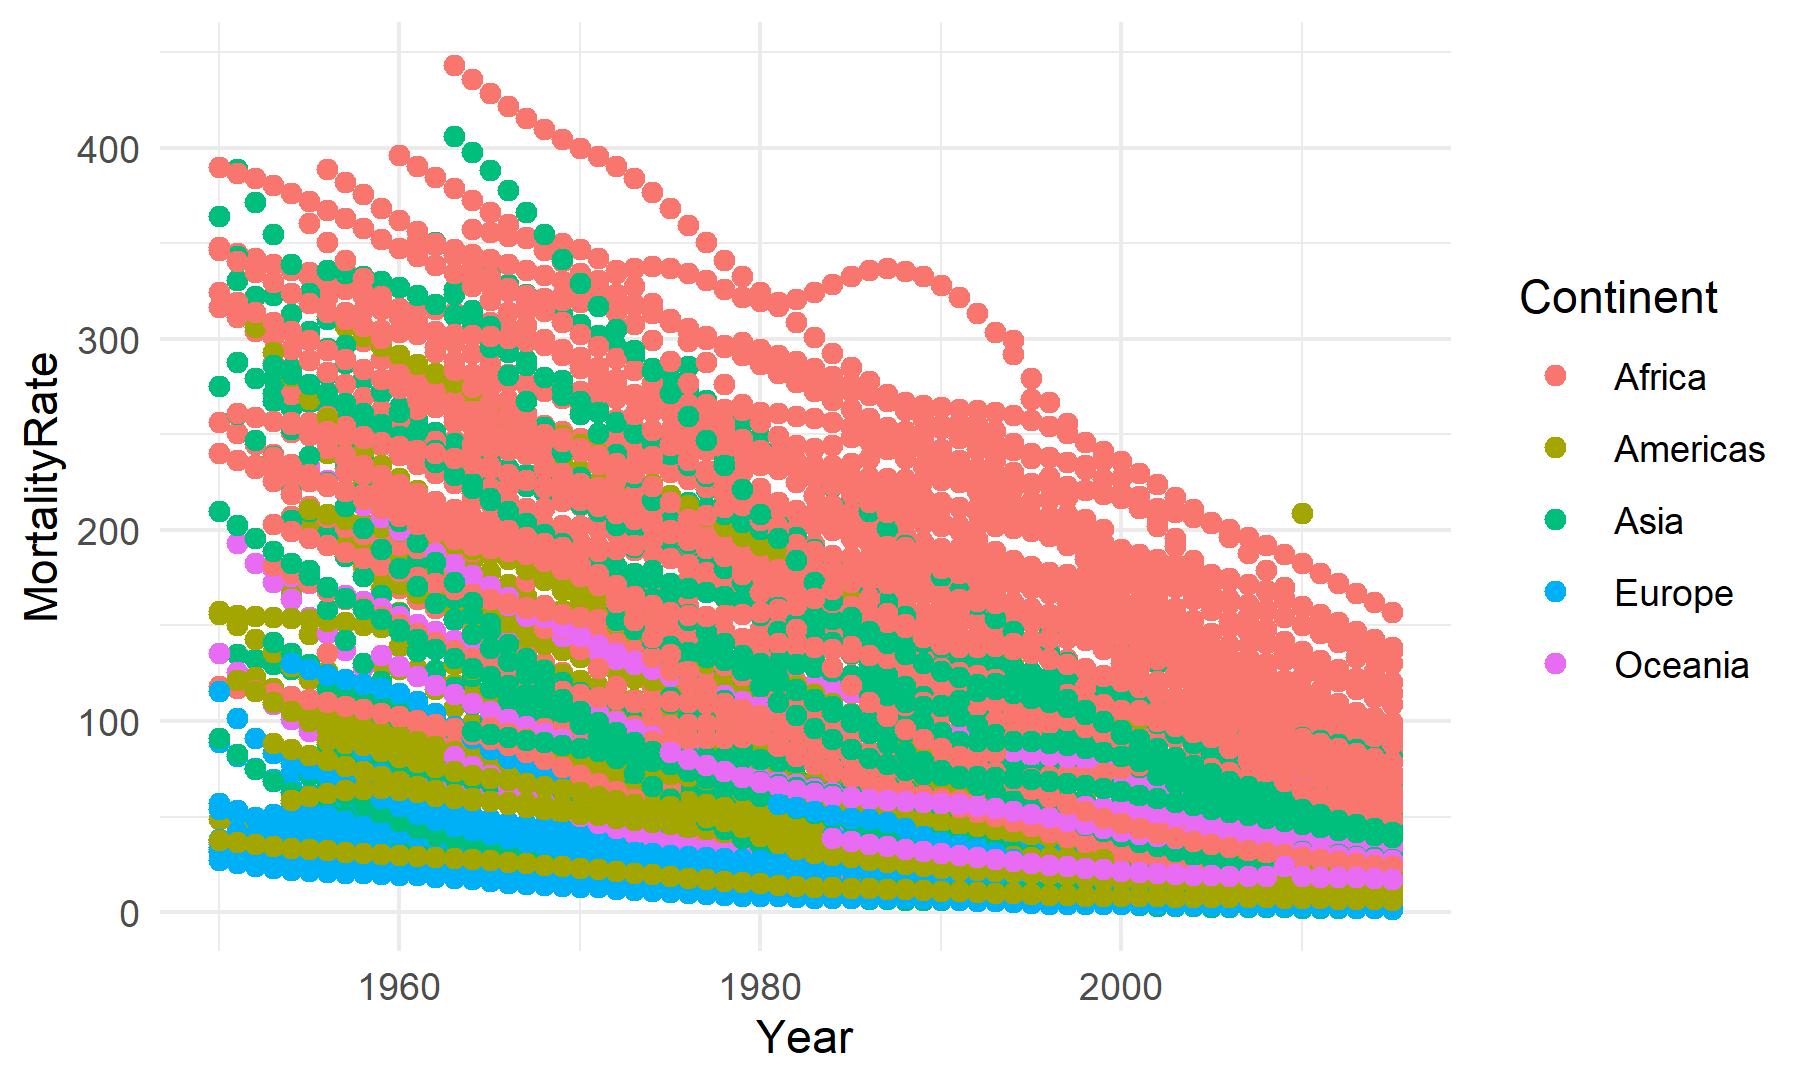 MortalityRate
400
300
200
100
0
1960
1980
2000
Year
Continent
Africa
Americas
Asia
Europe
Oceania